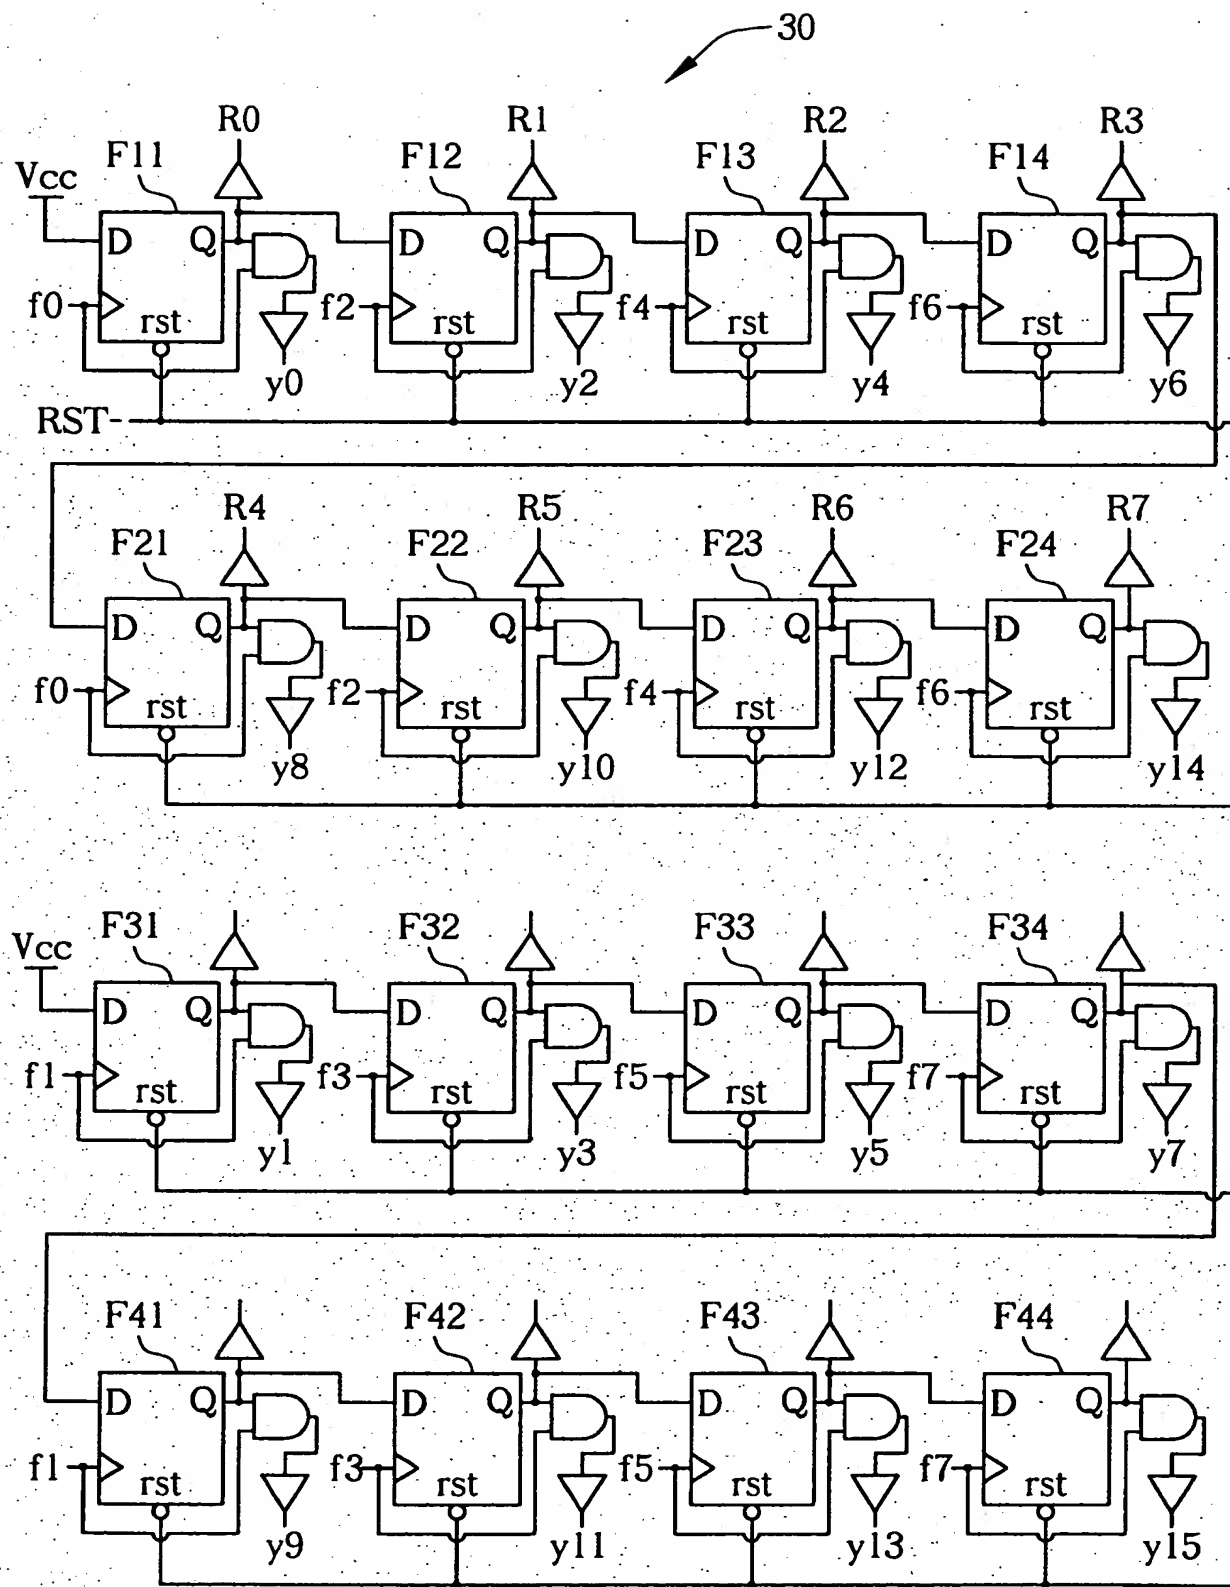 30
R0 R1 R2 R3
F11 F12 F13 F14
Vcc
D Q D Q D Q D Q
f0 f2 f4 f6
rst rst rst rst
y0 y2 y4 y6
RST
R4 R5 R6 R7
F21 F22 F23 F24
D Q D Q D Q D Q
f0 f2 f4 f6
rst rst rst rst
y8 y10 y12 y14
F31 F32 F33 F34
Vcc
D Q D Q D Q D Q
f1 f3 f5 f7
rst rst rst rst
y1 y3 y5 y7
F41 F42 F43 F44
D Q D Q D Q D Q
f1 f3 f5 f7
rst rst rst rst
y9 y11 y13 y15